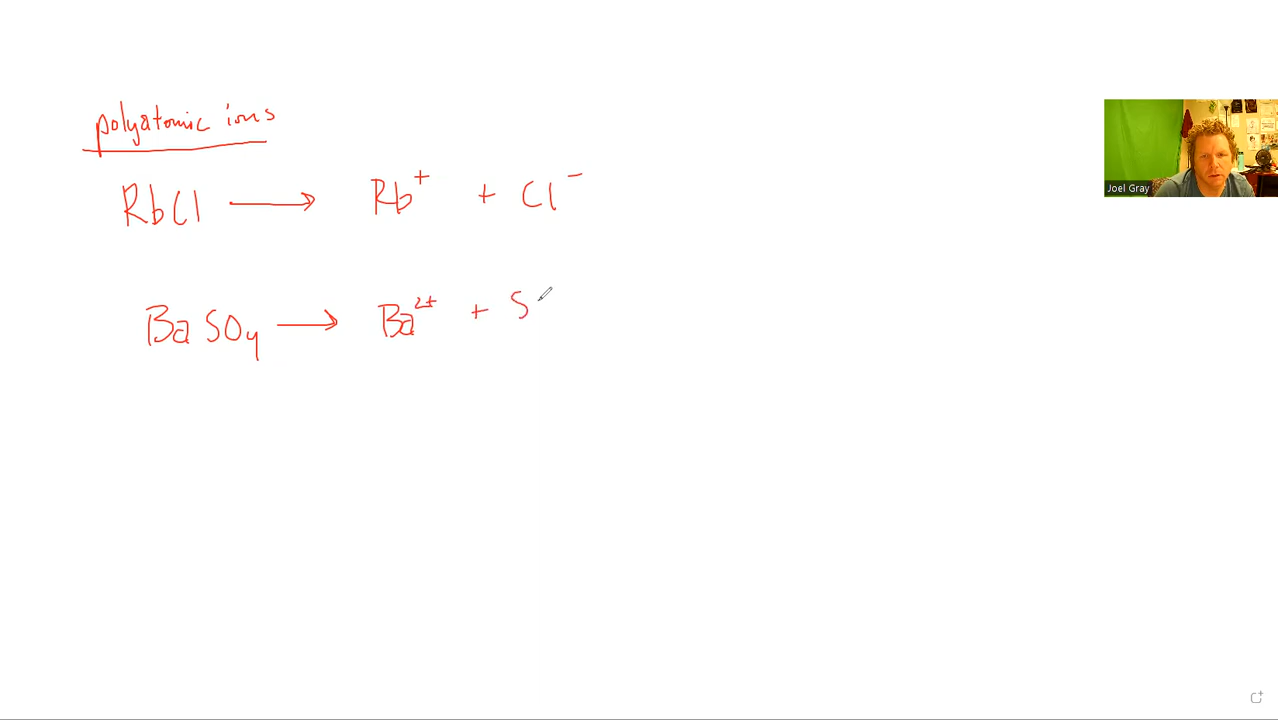 polyatomic ions
RbCl → Rb⁺ + Cl⁻
BaSO₄ → Ba²⁺ + S
Joel Gray